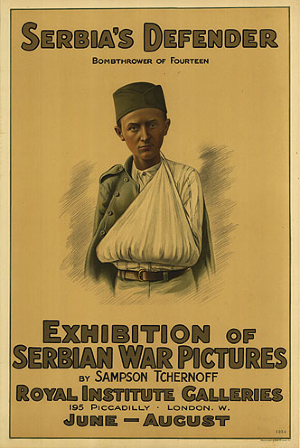 SERBIA'S DEFENDER
BOMBTHROWER OF FOURTEEN
EXHIBITION OF
SERBIAN WAR PICTURES
BY SAMPSON TCHERNOFF
ROYAL INSTITUTE GALLERIES
195 PICCADILLY · LONDON. W.
JUNE — AUGUST